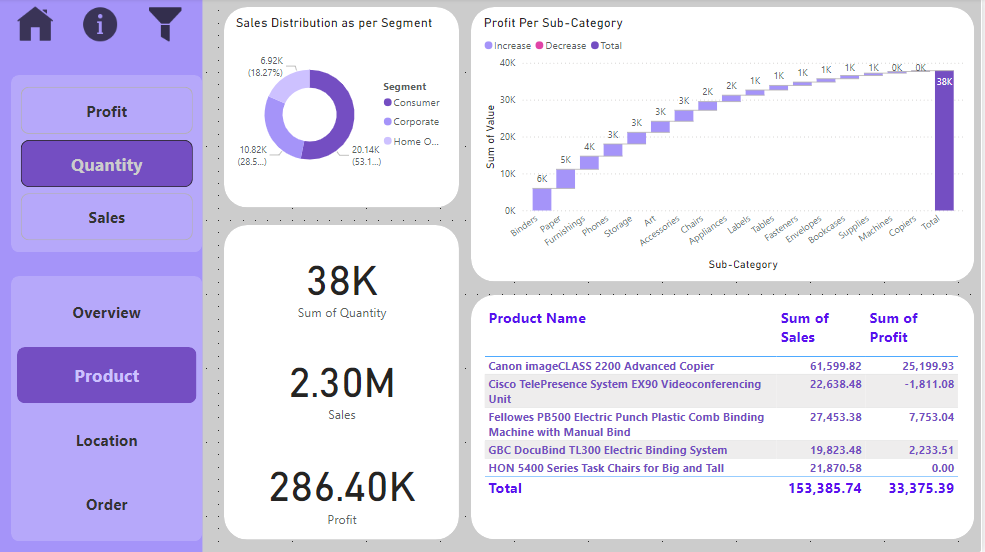 Profit
Quantity
Sales
Overview
Product
Location
Order
Sales Distribution as per Segment
6.92K
(18.27%)
10.82K
(28.5...)
20.14K
(53.1...)
Segment
Consumer
Corporate
Home O...
38K
Sum of Quantity
2.30M
Sales
286.40K
Profit
Profit Per Sub-Category
Increase Decrease Total
Sum of Value
40K
30K
20K
10K
0K
6K
5K
4K
3K
3K
3K
3K
2K
2K
1K
1K
1K
1K
1K
1K
0K
0K
38K
Binders
Paper
Furnishings
Phones
Storage
Art
Accessories
Chairs
Appliances
Labels
Tables
Fasteners
Envelopes
Bookcases
Supplies
Machines
Copiers
Total
Sub-Category
Product Name Sum of Sum of
Sales Profit
Canon imageCLASS 2200 Advanced Copier 61,599.82 25,199.93
Cisco TelePresence System EX90 Videoconferencing 22,638.48 -1,811.08
Unit
Fellowes PB500 Electric Punch Plastic Comb Binding 27,453.38 7,753.04
Machine with Manual Bind
GBC DocuBind TL300 Electric Binding System 19,823.48 2,233.51
HON 5400 Series Task Chairs for Big and Tall 21,870.58 0.00
Total 153,385.74 33,375.39